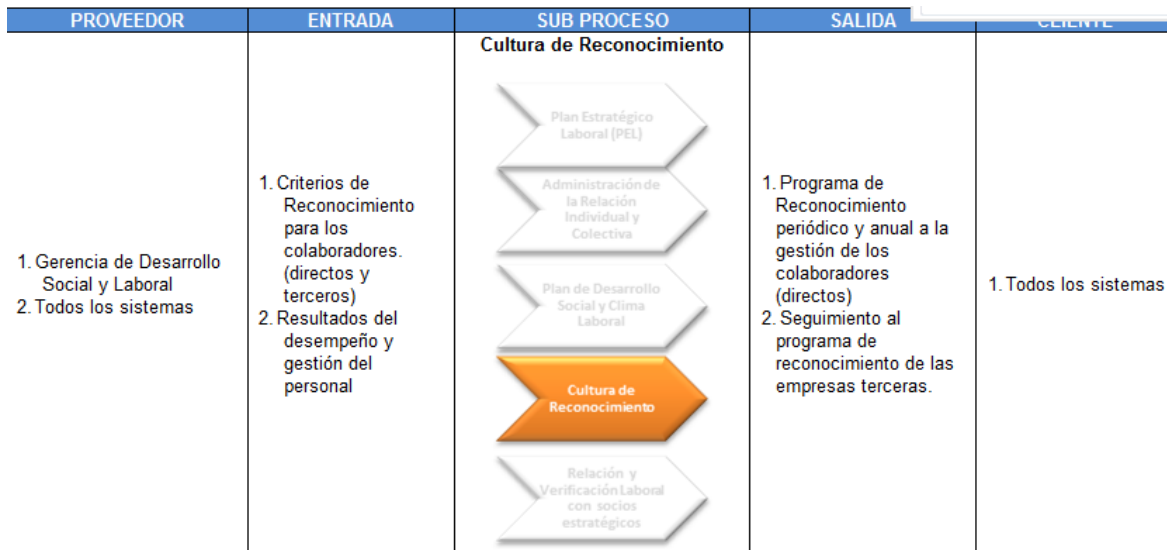 PROVEEDOR
ENTRADA
SUB PROCESO
SALIDA
CLIENTE
1. Gerencia de Desarrollo
Social y Laboral
2. Todos los sistemas
1. Criterios de
Reconocimiento
para los
colaboradores.
(directos y
terceros)
2. Resultados del
desempeño y
gestión del
personal
Cultura de Reconocimiento
Plan Estratégico
Laboral (PEL)
Administración de
la Relación
Individual y
Colectiva
Plan de Desarrollo
Social y Clima
Laboral
Cultura de
Reconocimiento
Relación y
Verificación Laboral
con socios
estratégicos
1. Programa de
Reconocimiento
periódico y anual a la
gestión de los
colaboradores
(directos)
2. Seguimiento al
programa de
reconocimiento de las
empresas terceras.
1. Todos los sistemas